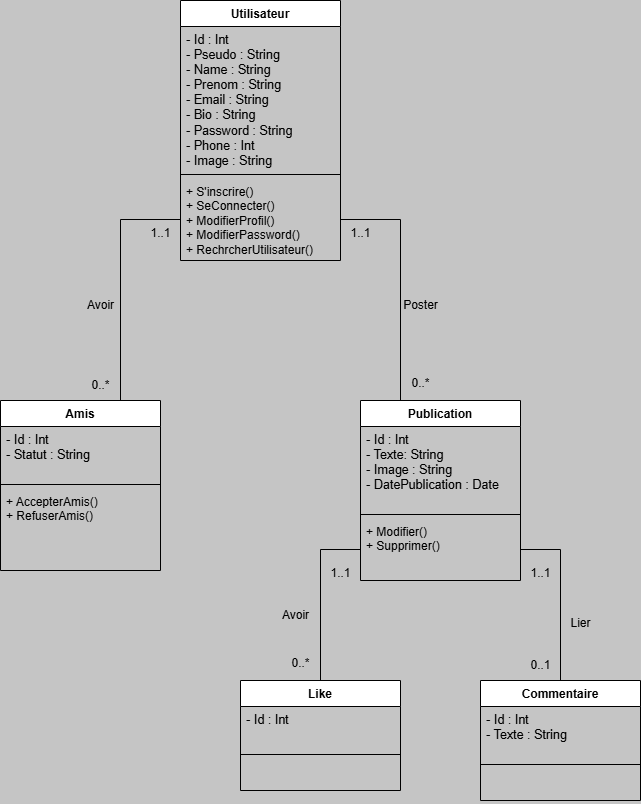 Utilisateur
- Id : Int
- Pseudo : String
- Name : String
- Prenom : String
- Email : String
- Bio : String
- Password : String
- Phone : Int
- Image : String
+ S'inscrire()
+ SeConnecter()
+ ModifierProfil()
+ ModifierPassword()
+ RechrcherUtilisateur()
1..1
1..1
Avoir
Poster
0..*
0..*
Amis
- Id : Int
- Statut : String
+ AccepterAmis()
+ RefuserAmis()
Publication
- Id : Int
- Texte: String
- Image : String
- DatePublication : Date
+ Modifier()
+ Supprimer()
1..1
1..1
Avoir
Lier
0..*
0..1
Like
- Id : Int
Commentaire
- Id : Int
- Texte : String